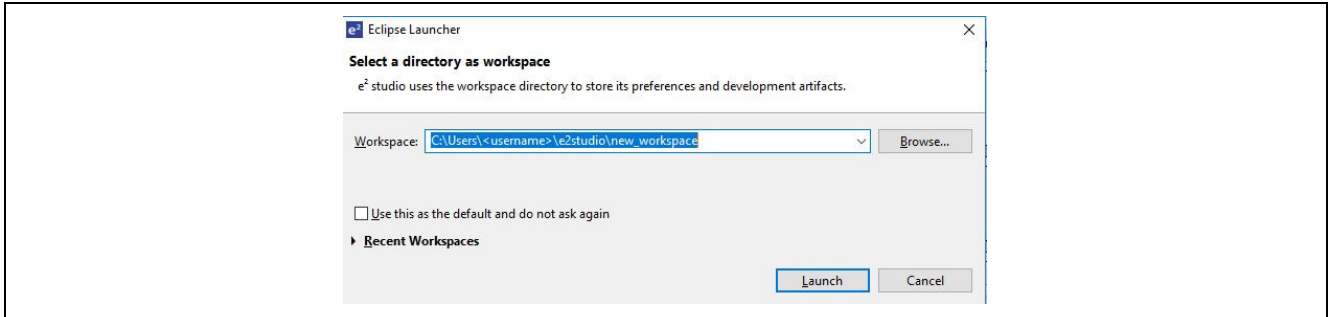 e² Eclipse Launcher
Select a directory as workspace
e² studio uses the workspace directory to store its preferences and development artifacts.
Workspace: C:\Users\<username>\e2studio\new_workspace Browse...
Use this as the default and do not ask again
Recent Workspaces
Launch Cancel